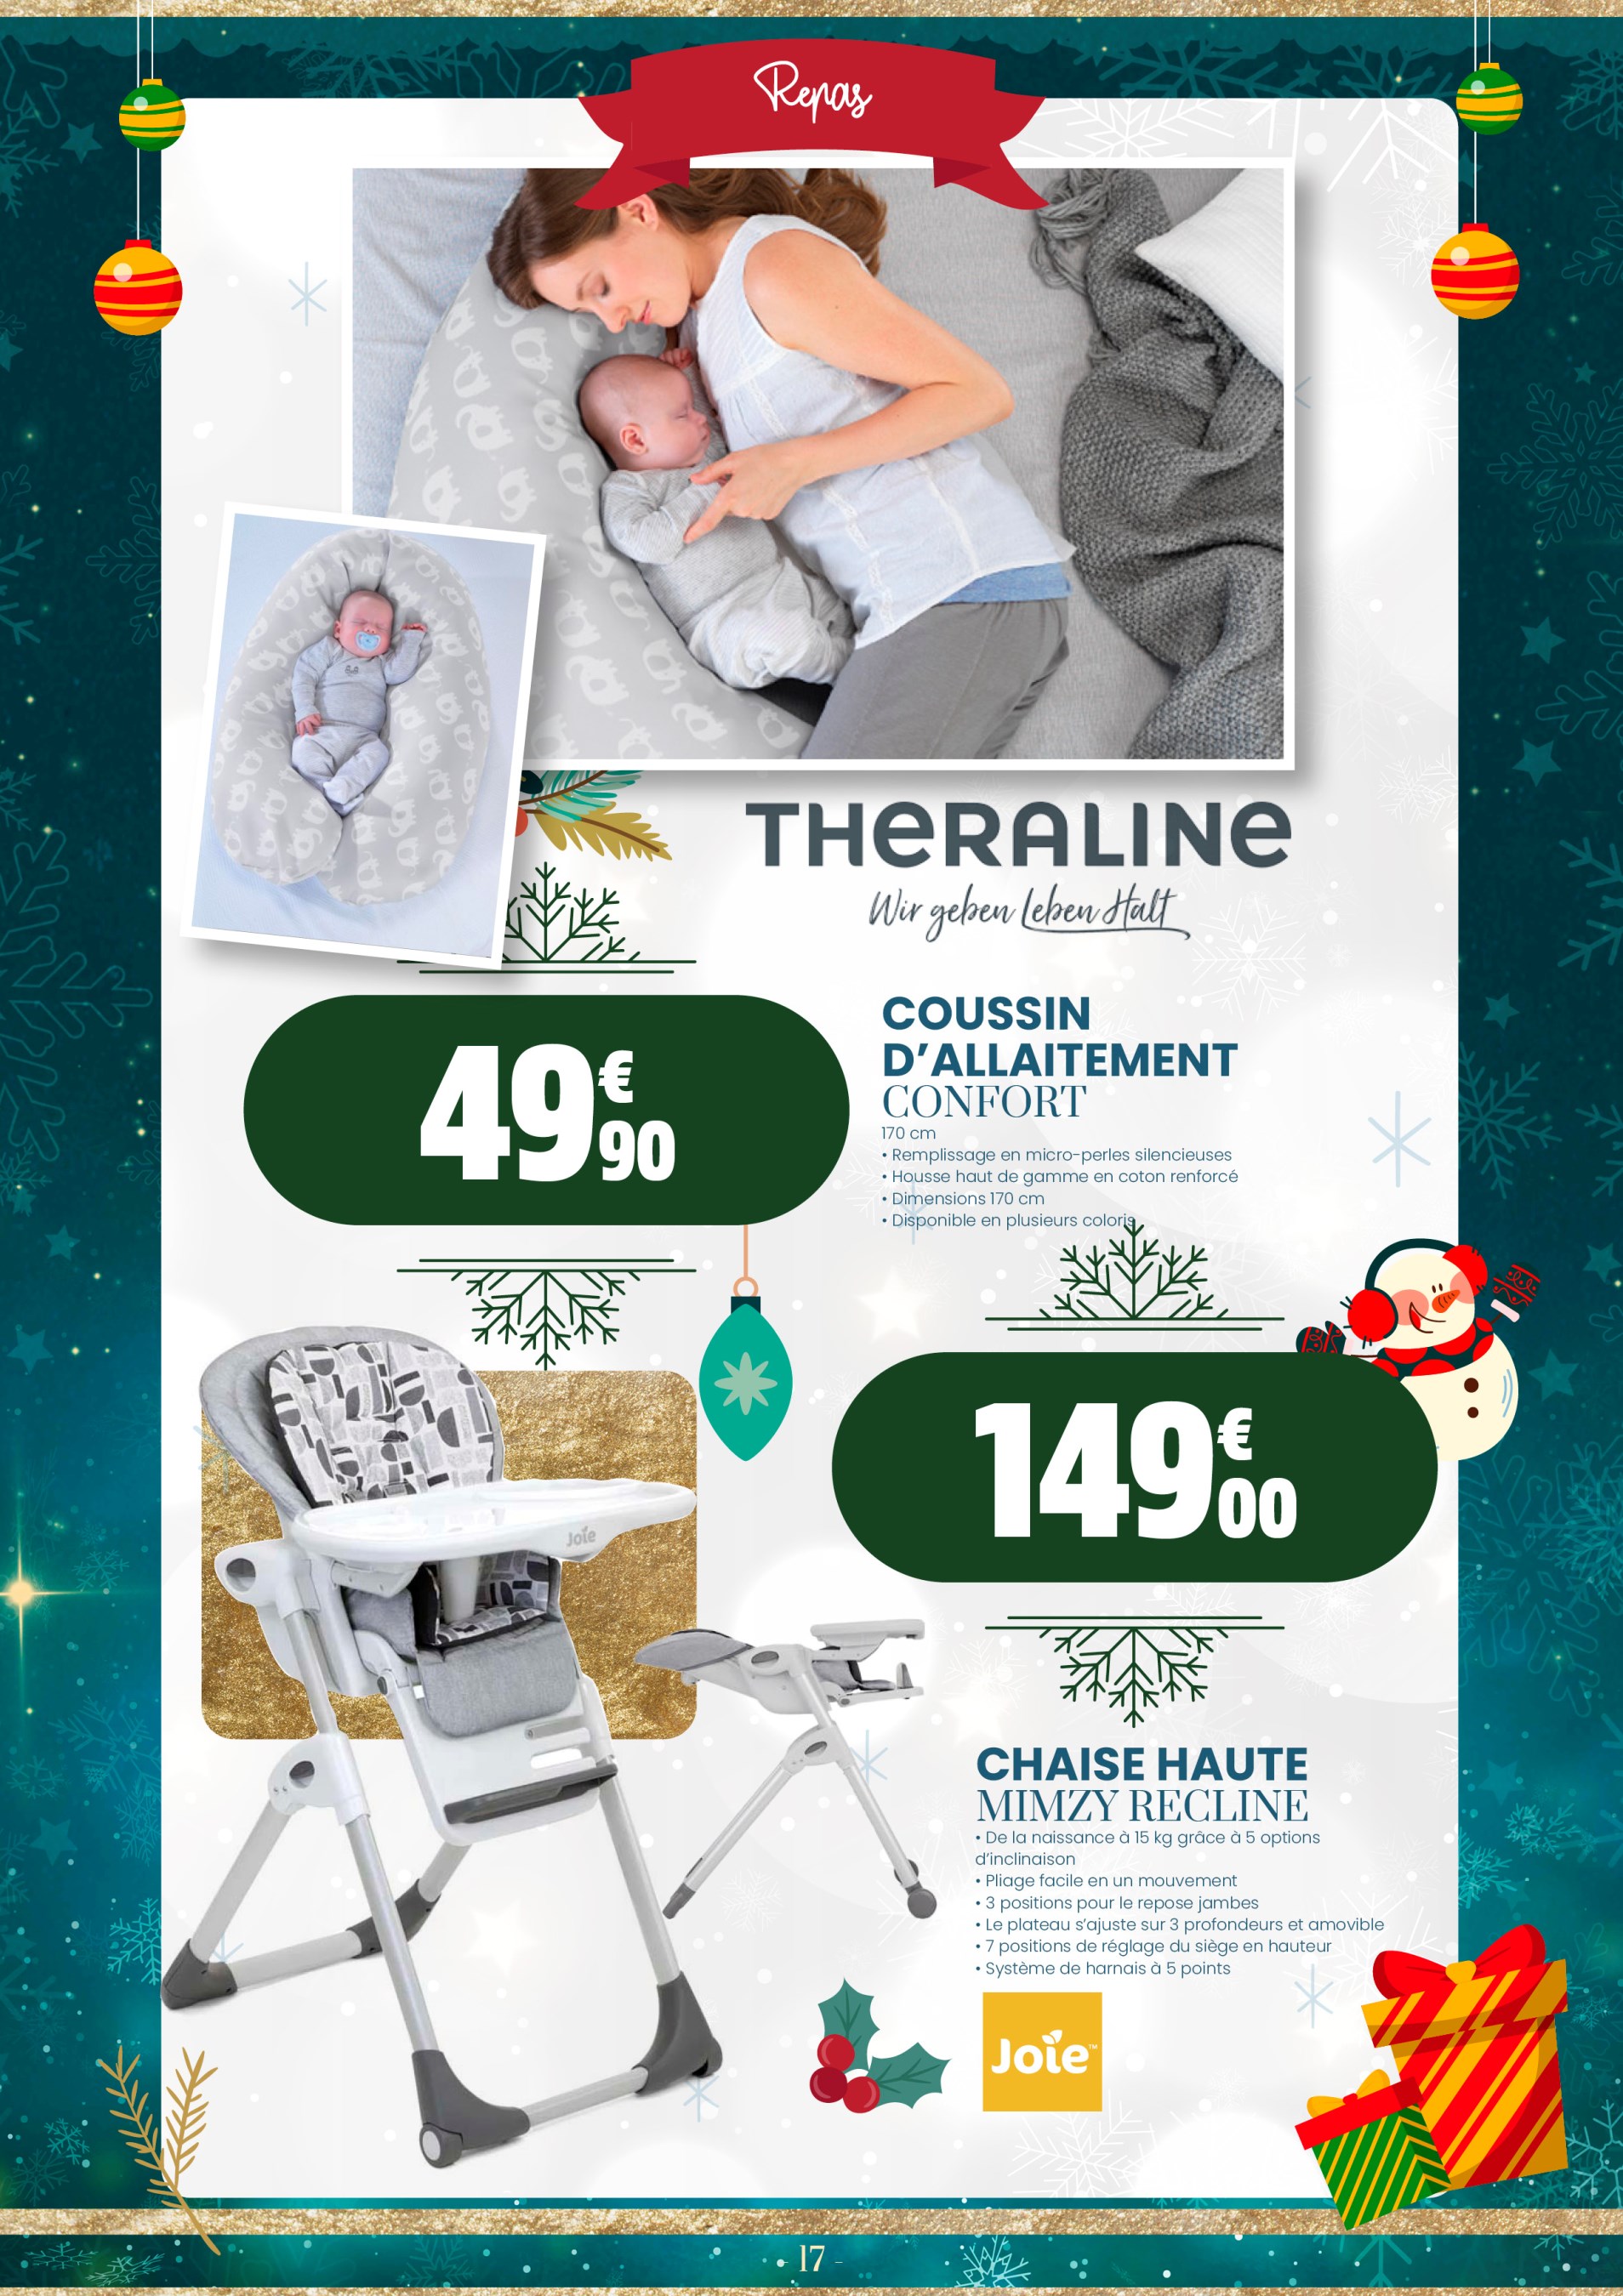 Repas
THERALINE
Wir geben Leben Halt
49€90
COUSSIN
D'ALLAITEMENT
CONFORT
170 cm
• Remplissage en micro-perles silencieuses
• Housse haut de gamme en coton renforcé
• Dimensions 170 cm
• Disponible en plusieurs coloris
149€00
Joie
CHAISE HAUTE
MIMZY RECLINE
• De la naissance à 15 kg grâce à 5 options
d'inclinaison
• Pliage facile en un mouvement
• 3 positions pour le repose jambes
• Le plateau s'ajuste sur 3 profondeurs et amovible
• 7 positions de réglage du siège en hauteur
• Système de harnais à 5 points
Joie™
- 17 -